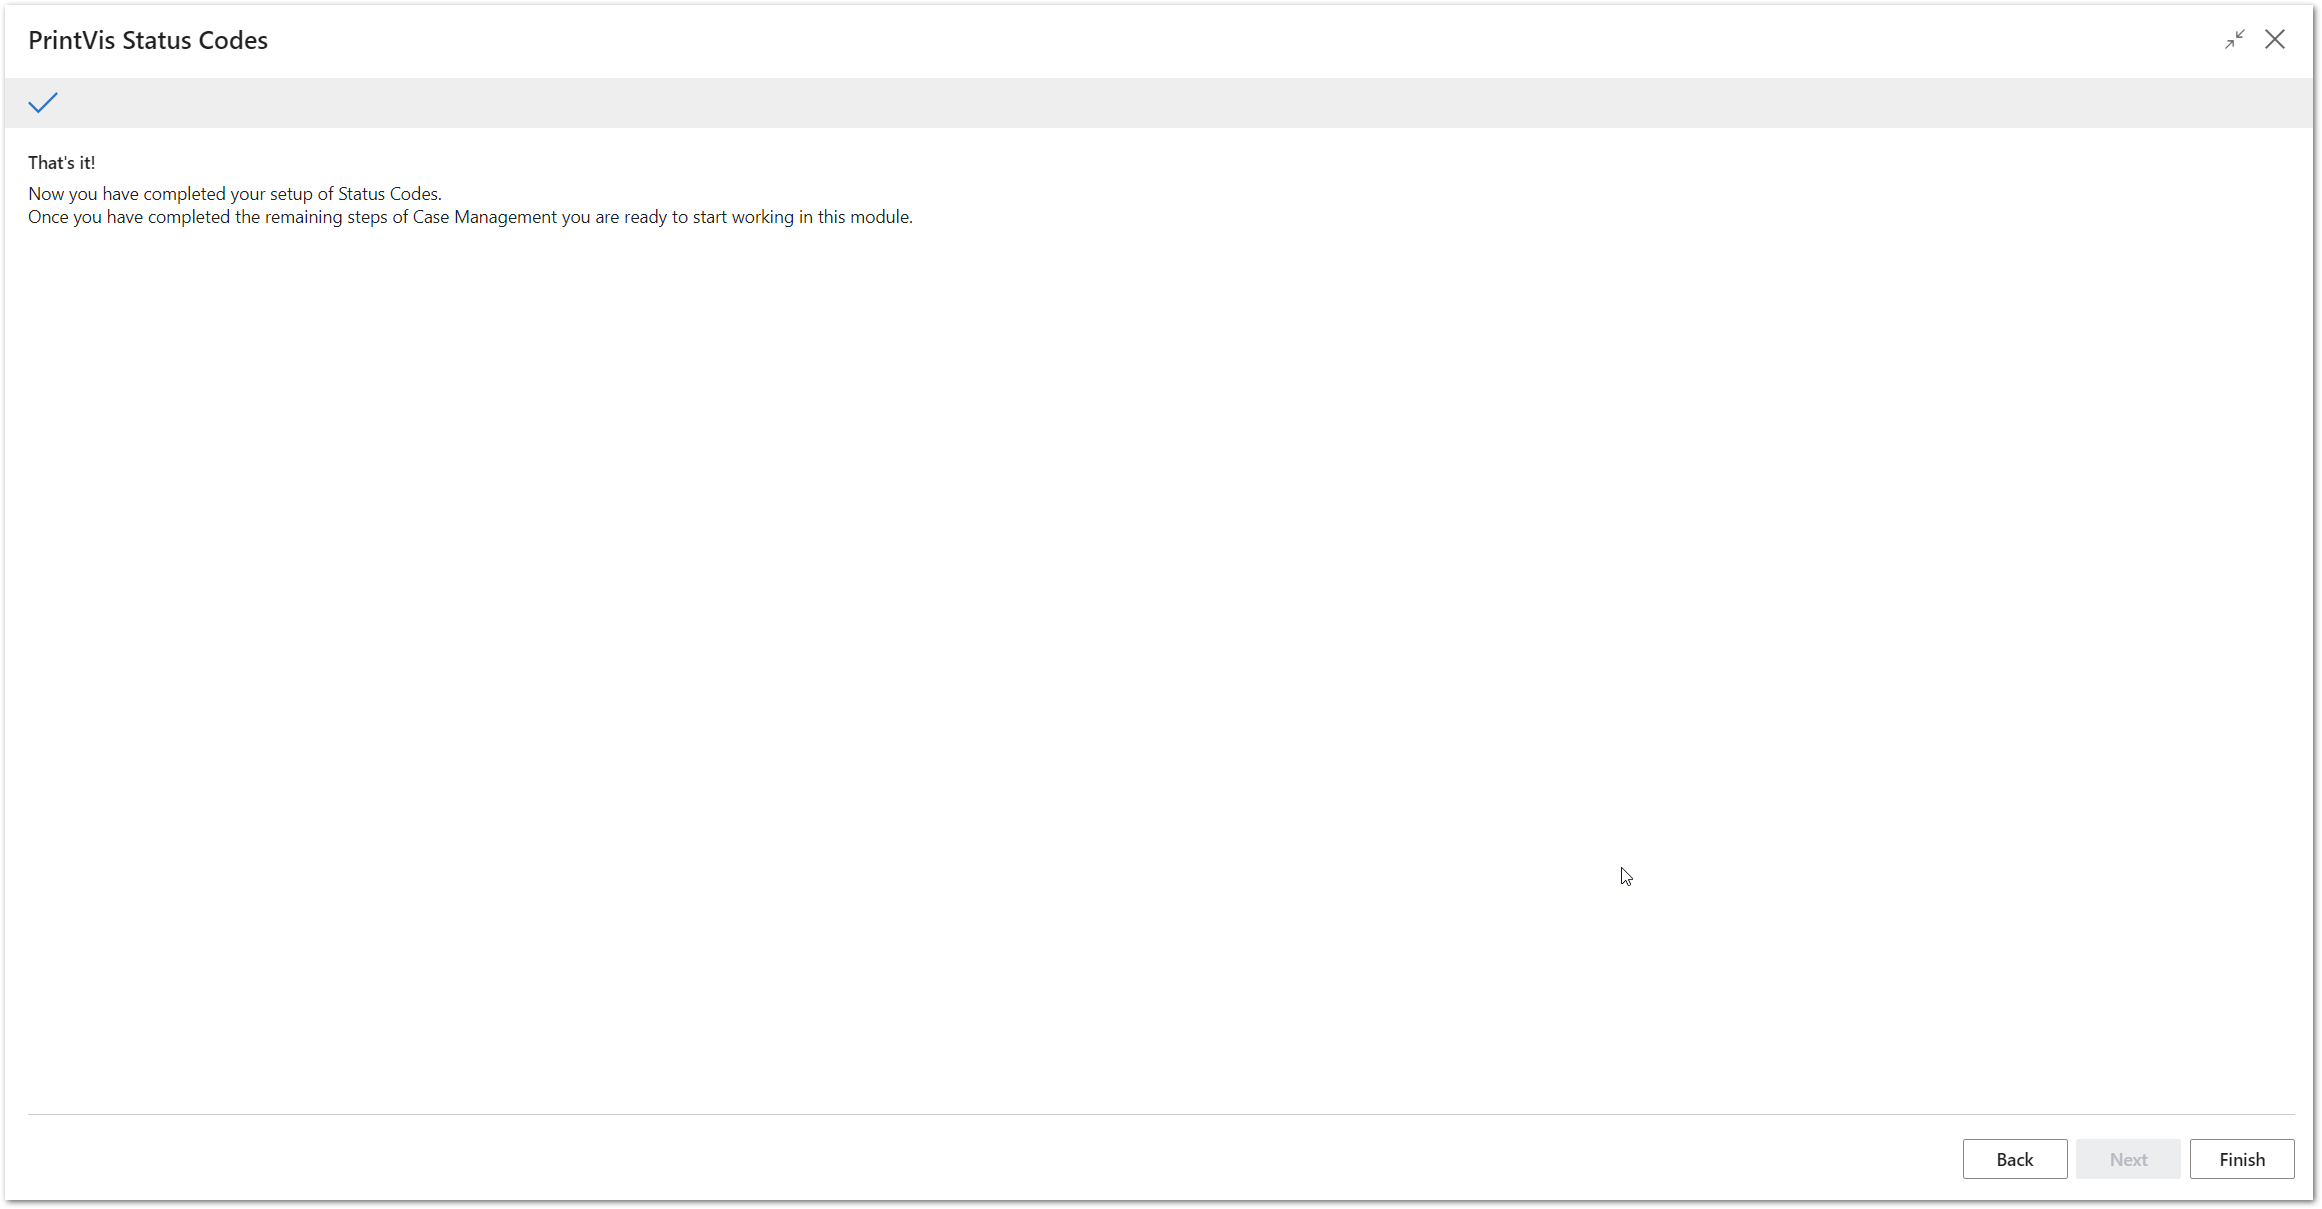 PrintVis Status Codes
That's it!
Now you have completed your setup of Status Codes.
Once you have completed the remaining steps of Case Management you are ready to start working in this module.
Back
Next
Finish